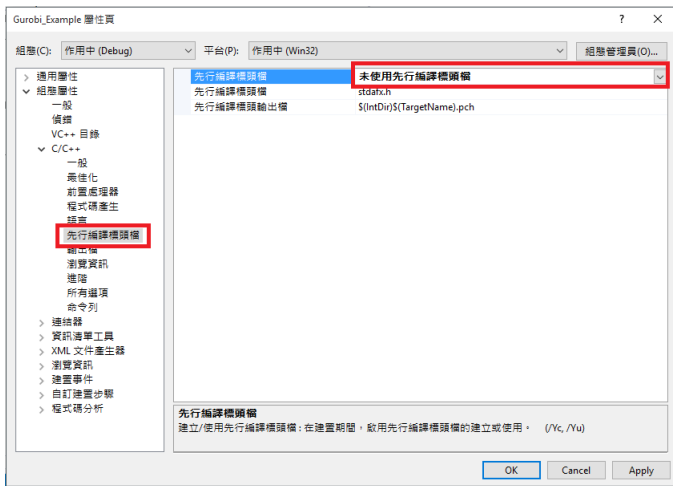 Gurobi_Example 屬性頁
? ×
組態(C): 作用中 (Debug) 平台(P): 作用中 (Win32) 組態管理員(O)...
通用屬性
組態屬性
一般
偵錯
VC++ 目錄
C/C++
一般
最佳化
前置處理器
程式碼產生
語言
先行編譯標頭檔
輸出檔
瀏覽資訊
進階
所有選項
命令列
連結器
資訊清單工具
XML 文件產生器
瀏覽資訊
建置事件
自訂建置步驟
程式碼分析
先行編譯標頭檔 未使用先行編譯標頭檔
先行編譯標頭檔 stdafx.h
先行編譯標頭輸出檔 $(IntDir)$(TargetName).pch
先行編譯標頭檔
建立/使用先行編譯標頭檔 : 在建置期間，啟用先行編譯標頭檔的建立或使用。 (/Yc, /Yu)
OK Cancel Apply